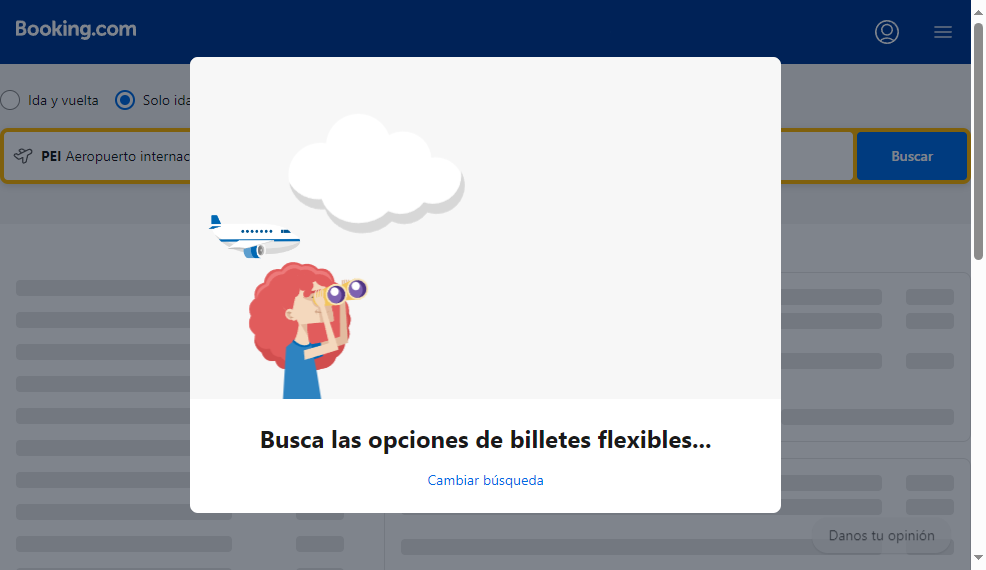 Booking.com
Ida y vuelta
Solo ida
PEI Aeropuerto internac
Buscar
Busca las opciones de billetes flexibles...
Cambiar búsqueda
Danos tu opinión